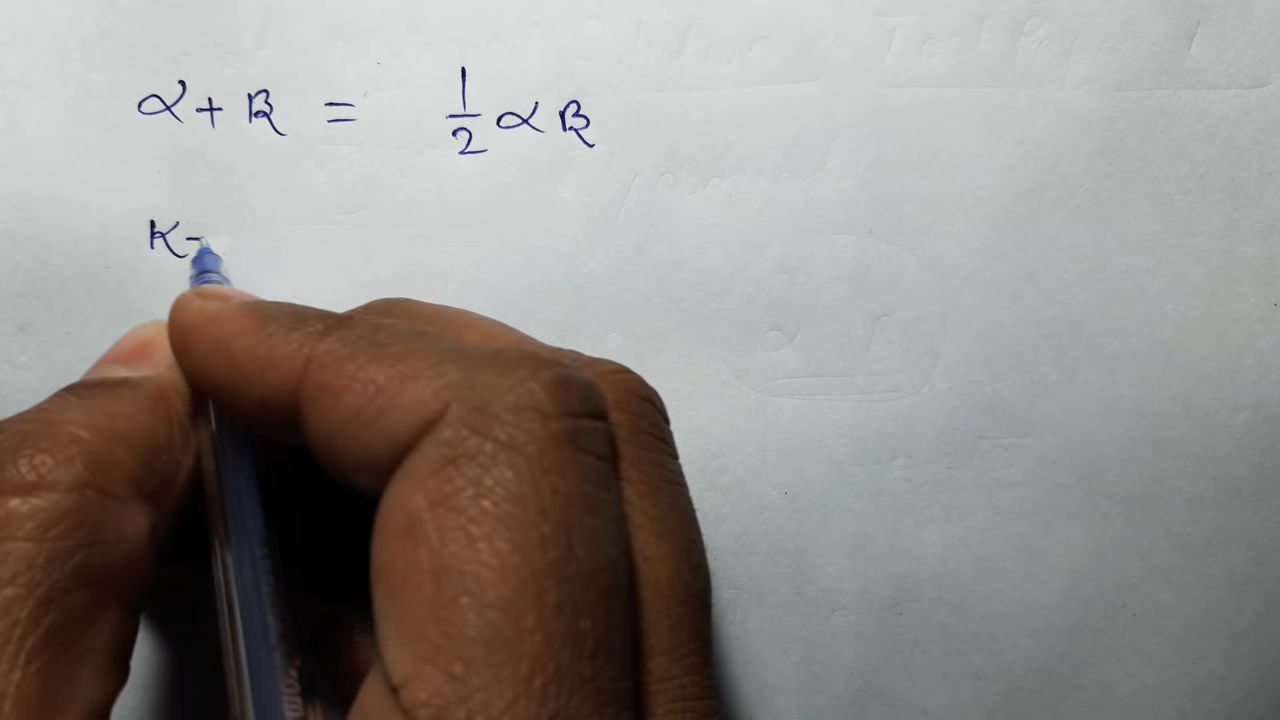 α + β = 1/2 αβ
K -